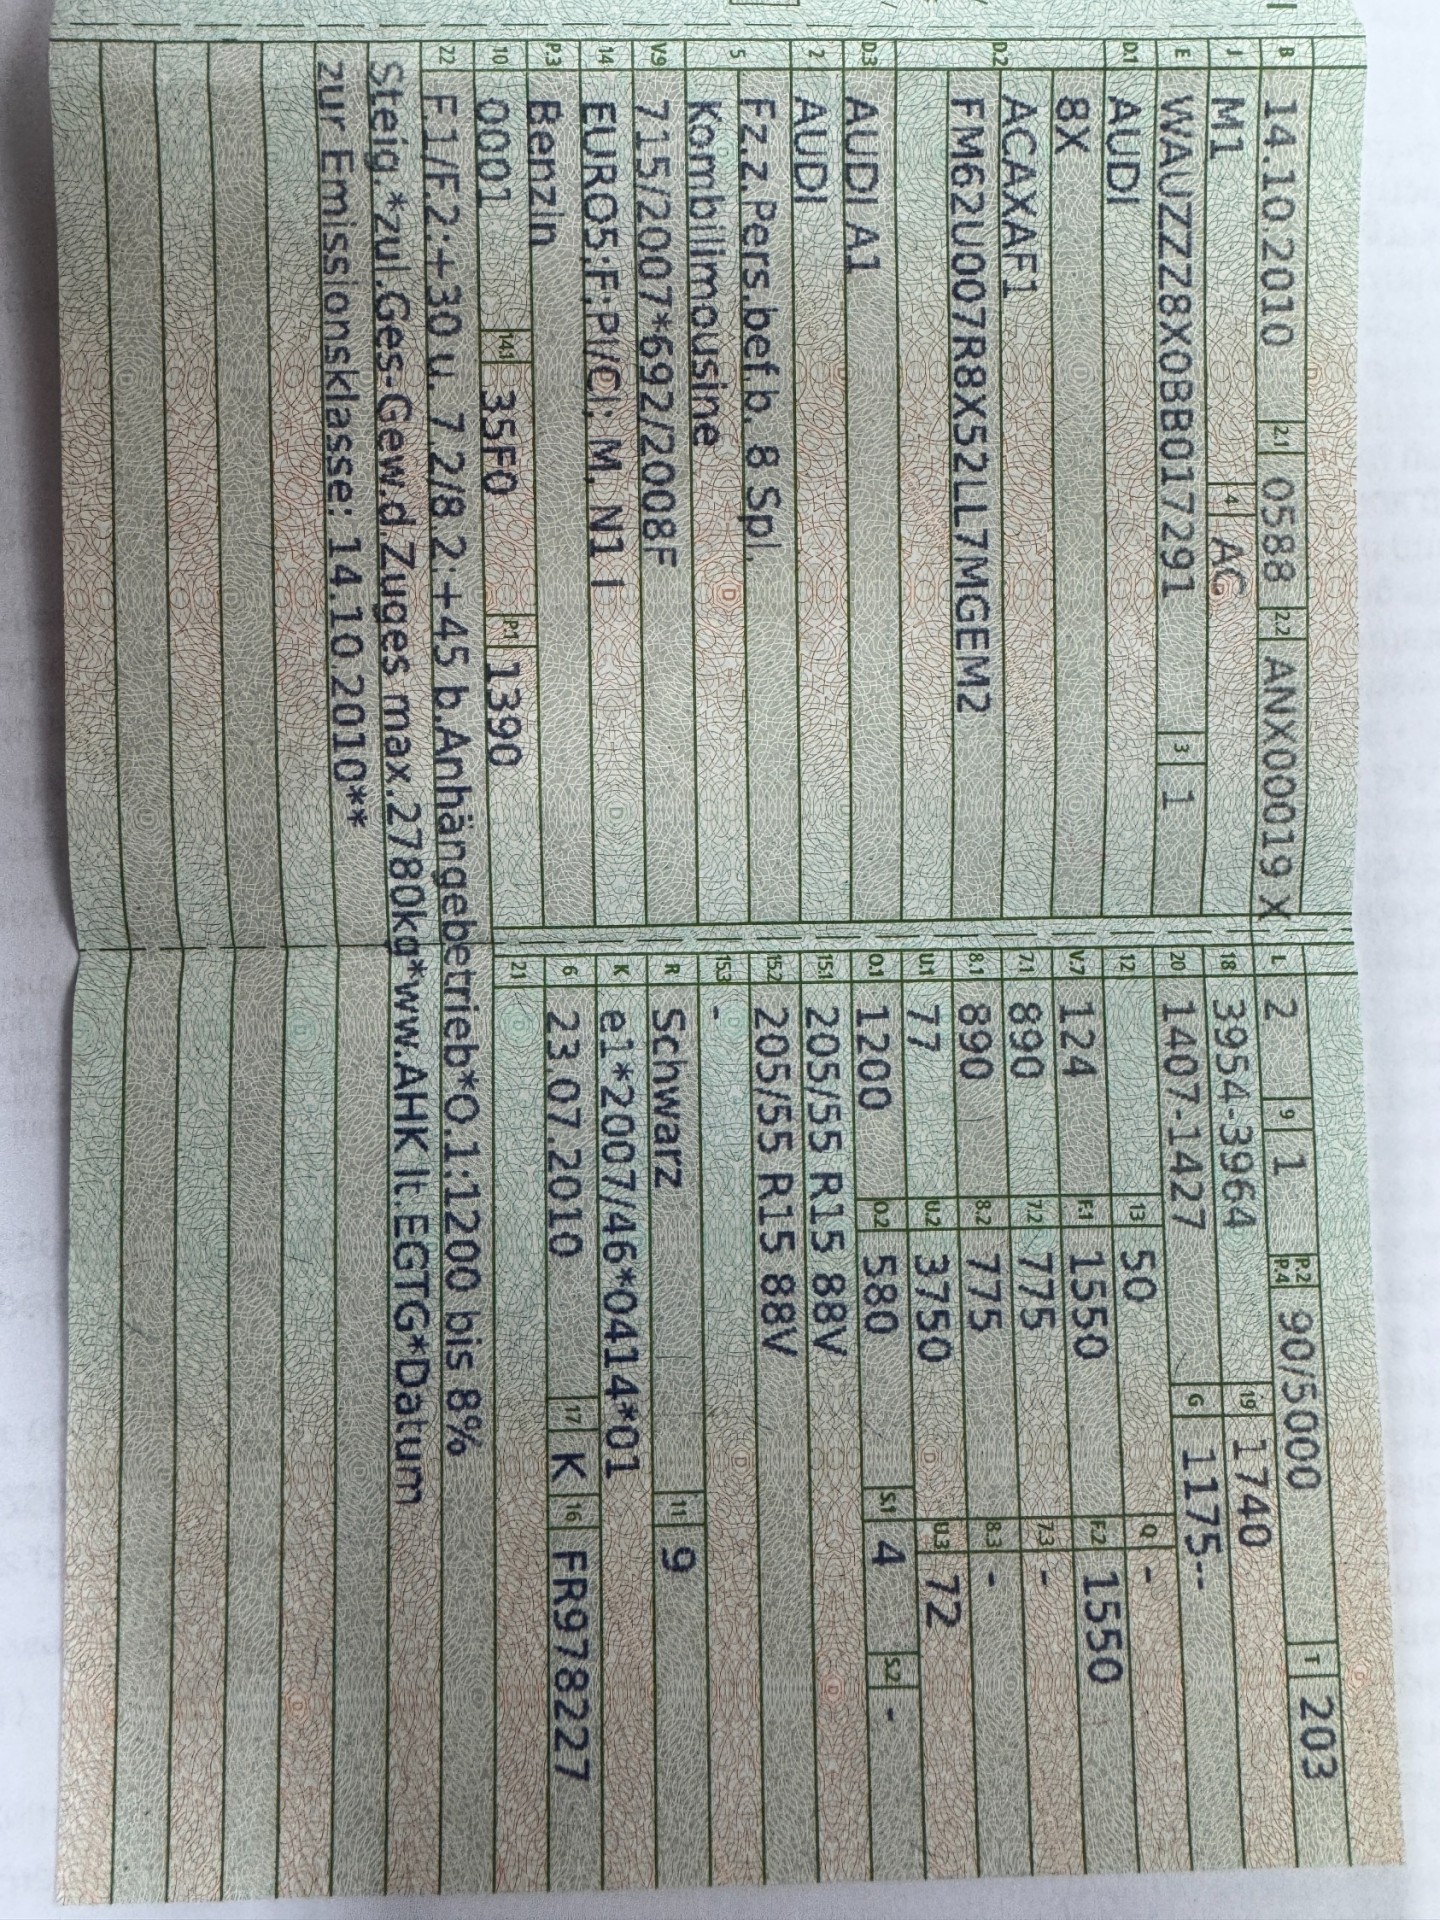 B 14.10.2010 2.1 0588 2.2 ANX00019 X
J M1 4 AC
E WAUZZZ8X0BB017291 3 1
D.1 AUDI
8X
D.2 ACAXAF1
FM62U007R8X52LL7MGEM2
D.3 AUDI A1
2 AUDI
5 Fz.z.Pers.bef.b. 8 Spl.
Kombilimousine
V.9 715/2007*692/2008F
14 EURO5;F;PI/CI; M, N1 I
P.3 Benzin
10 0001 14.1 35F0 P.1 1390
L 2 9 1 P.2 P.4 90/5000 T 203
18 3954-3964 19 1740
20 1407-1427 G 1175--
12 13 50 Q -
V.7 124 F.1 1550 F.2 1550
7.1 890 7.2 775 7.3 -
8.1 890 8.2 775 8.3 -
U.1 77 U.2 3750 U.3 72
O.1 1200 O.2 580 S.1 4 S.2 -
15.1 205/55 R15 88V
15.2 205/55 R15 88V
15.3 -
R Schwarz 11 9
K e1*2007/46*0414*01
6 23.07.2010 17 K 16 FR978227
21
22 F.1/F.2:+30 u. 7.2/8.2:+45 b.Anhängebetrieb*O.1:1200 bis 8%
Steig.*zul.Ges-Gew.d.Zuges max.2780kg*ww.AHK lt.EGTG*Datum
zur Emissionsklasse: 14.10.2010**